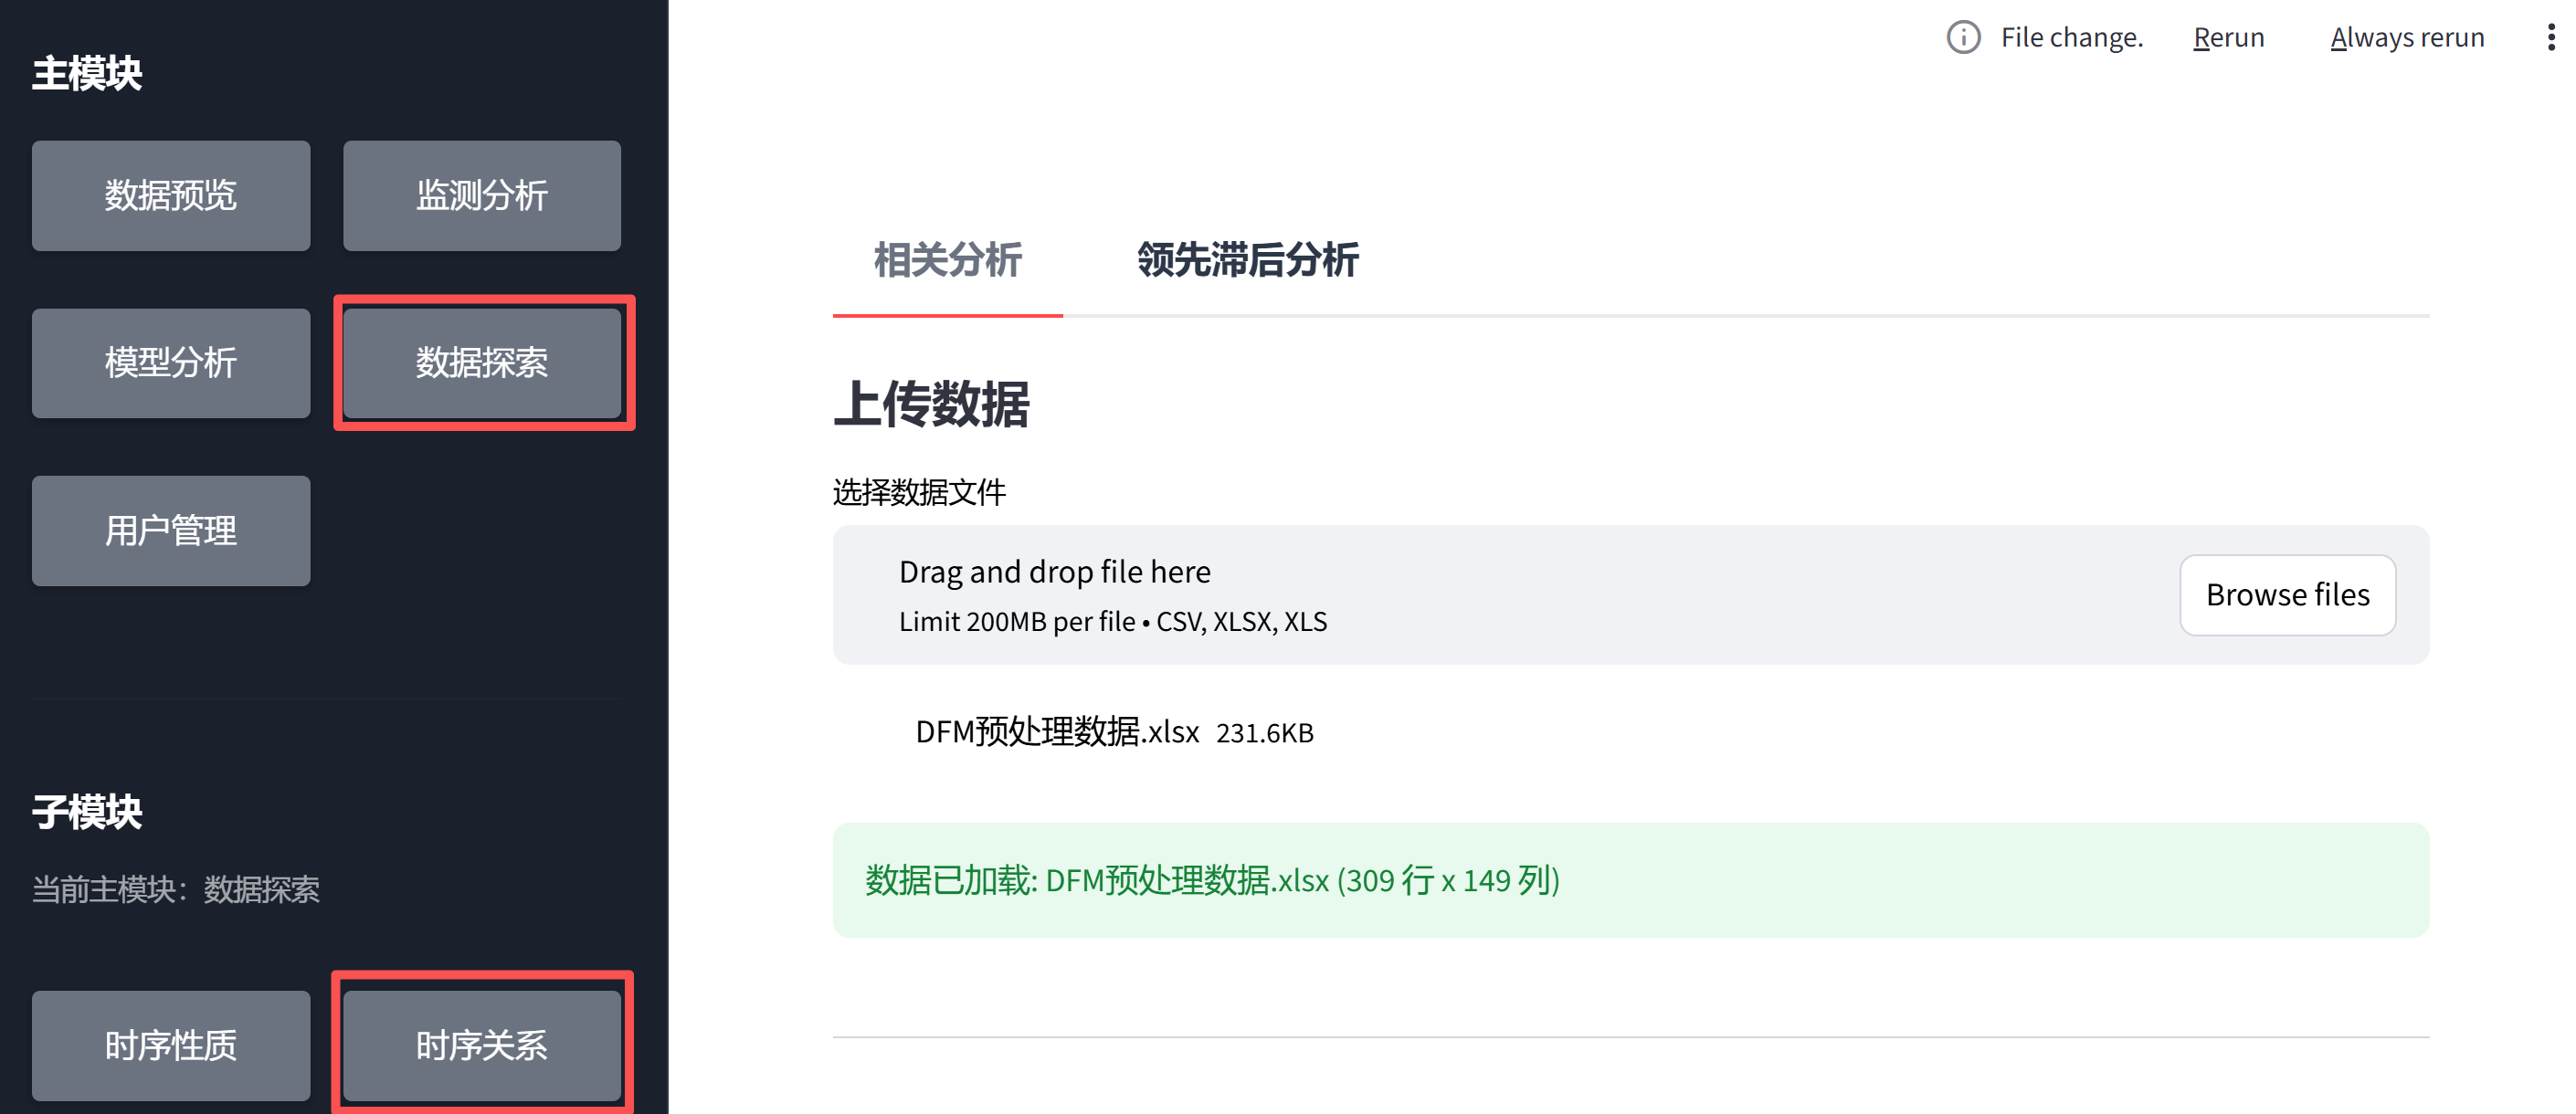 主模块
数据预览
监测分析
模型分析
数据探索
用户管理
子模块
当前主模块：数据探索
时序性质
时序关系
File change.
Rerun
Always rerun
相关分析
领先滞后分析
上传数据
选择数据文件
Drag and drop file here
Limit 200MB per file • CSV, XLSX, XLS
Browse files
DFM预处理数据.xlsx 231.6KB
数据已加载: DFM预处理数据.xlsx (309 行 x 149 列)